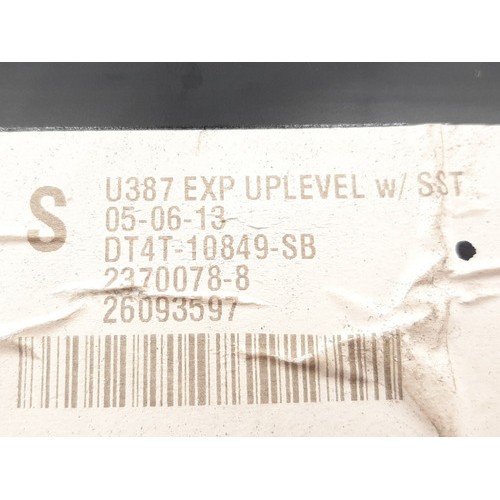 S
U387 EXP UPLEVEL w/ SST
05-06-13
DT4T-10849-SB
2370078-8
26093597